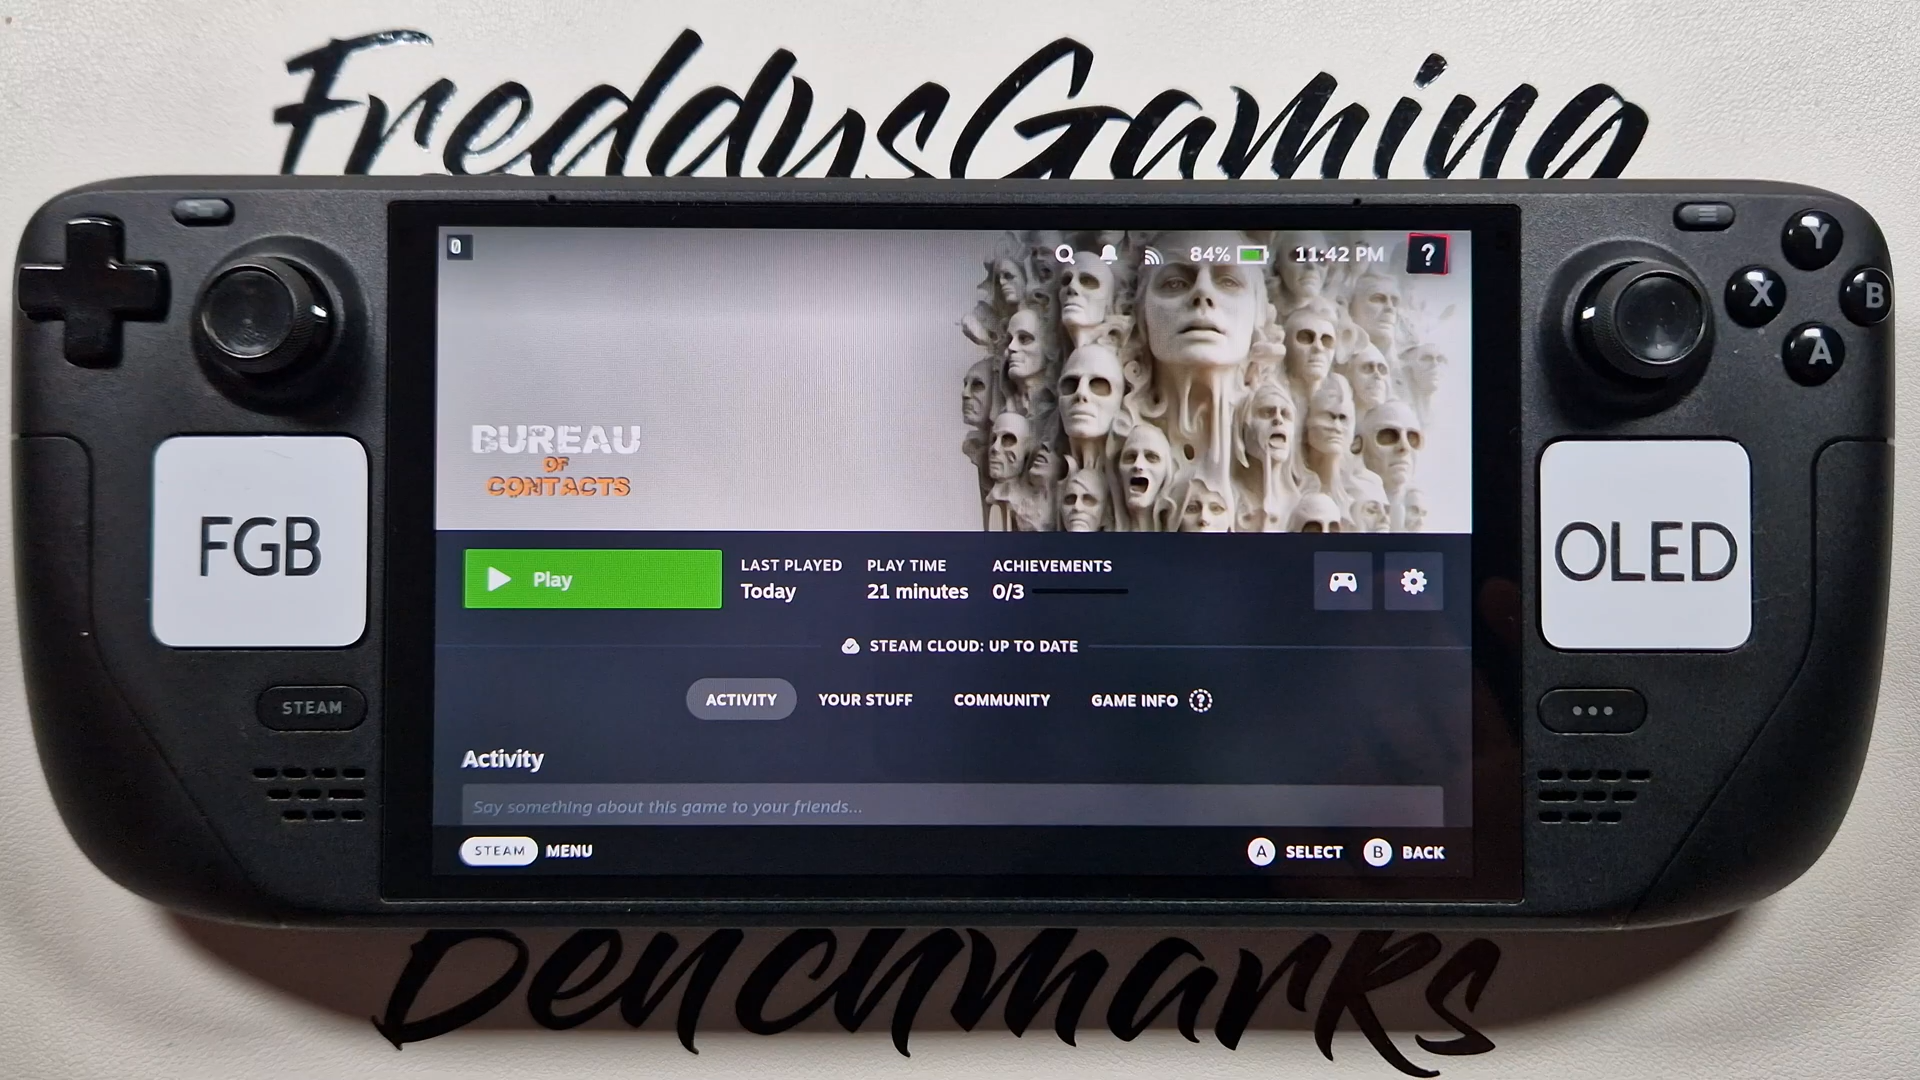 FreddysGaming
0
84%
11:42 PM
?
Y
X
B
A
BUREAU
OF
CONTACTS
FGB
OLED
Play
LAST PLAYED
Today
PLAY TIME
21 minutes
ACHIEVEMENTS
0/3
STEAM CLOUD: UP TO DATE
STEAM
ACTIVITY
YOUR STUFF
COMMUNITY
GAME INFO ?
Activity
Say something about this game to your friends...
STEAM MENU
A SELECT
B BACK
Benchmarks